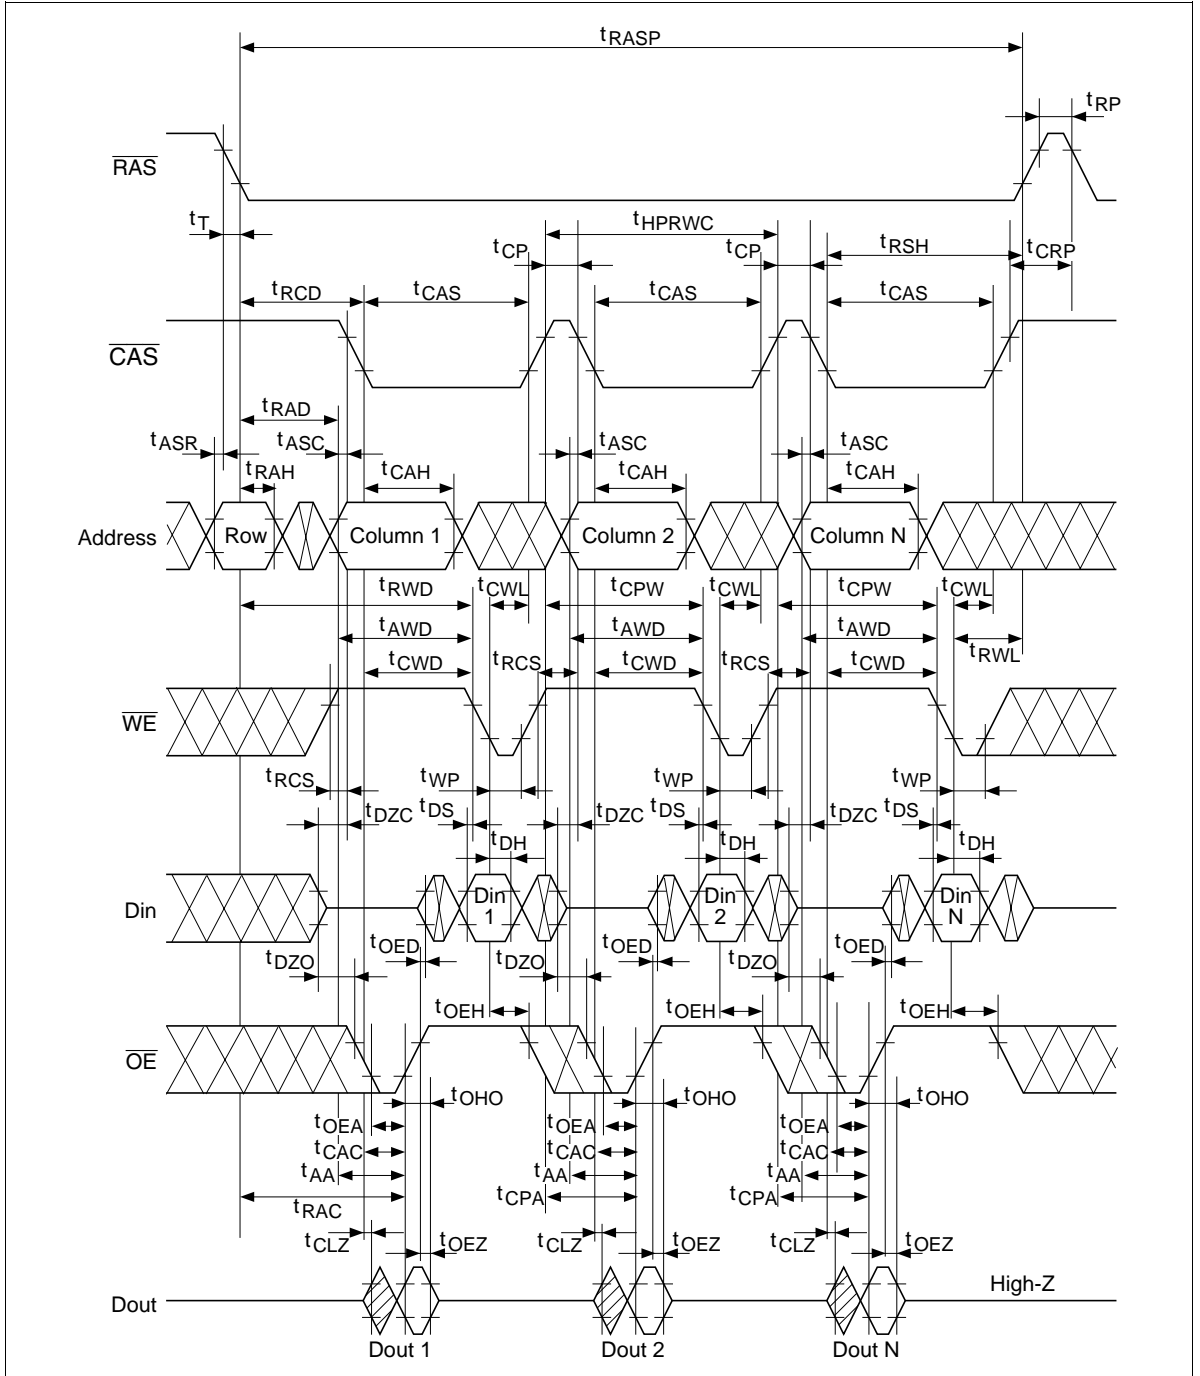 tRASP
tRP
RAS
tT
tHPRWC
tCP
tCP
tRSH
tCRP
tRCD
tCAS
tCAS
tCAS
CAS
tRAD
tASR
tASC
tASC
tASC
tRAH
tCAH
tCAH
tCAH
Address
Row
Column 1
Column 2
Column N
tRWD
tCWL
tCPW
tCWL
tCPW
tCWL
tAWD
tAWD
tAWD
tRWL
tCWD
tRCS
tCWD
tRCS
tCWD
WE
tRCS
tWP
tWP
tWP
tDZC
tDS
tDZC
tDS
tDZC
tDS
tDH
tDH
tDH
Din
Din 1
Din 2
Din N
tDZO
tOED
tDZO
tOED
tDZO
tOED
tOEH
tOEH
tOEH
OE
tOHO
tOHO
tOHO
tOEA
tOEA
tOEA
tCAC
tCAC
tCAC
tAA
tAA
tAA
tRAC
tCPA
tCPA
tCLZ
tOEZ
tCLZ
tOEZ
tCLZ
tOEZ
High-Z
Dout
Dout 1
Dout 2
Dout N